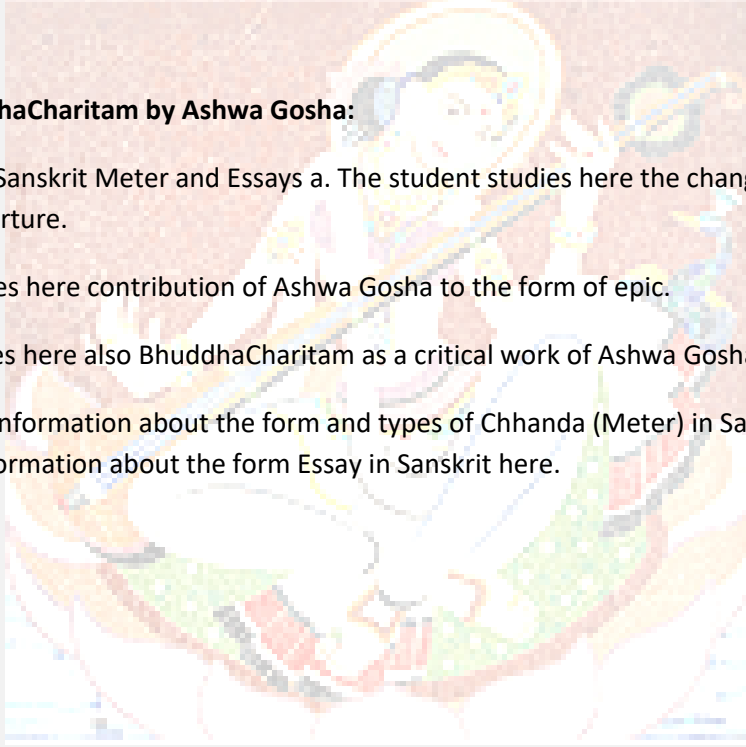 haCharitam by Ashwa Gosha:
Sanskrit Meter and Essays a. The student studies here the chang
rture.
es here contribution of Ashwa Gosha to the form of epic.
es here also BhuddhaCharitam as a critical work of Ashwa Gosha
nformation about the form and types of Chhanda (Meter) in Sa
ormation about the form Essay in Sanskrit here.